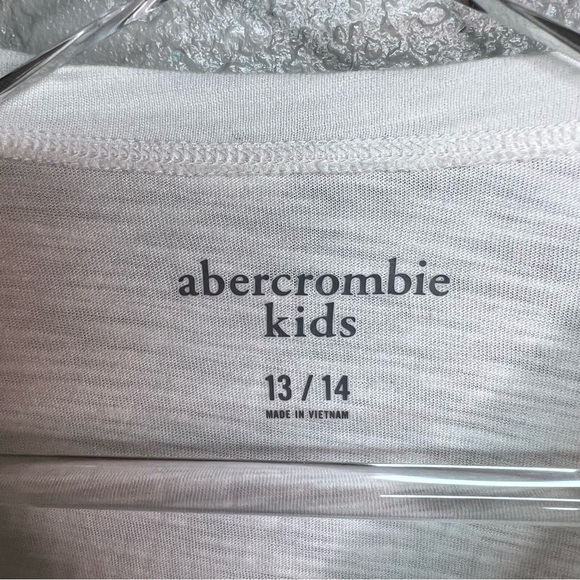 abercrombie
kids
13 / 14
MADE IN VIETNAM